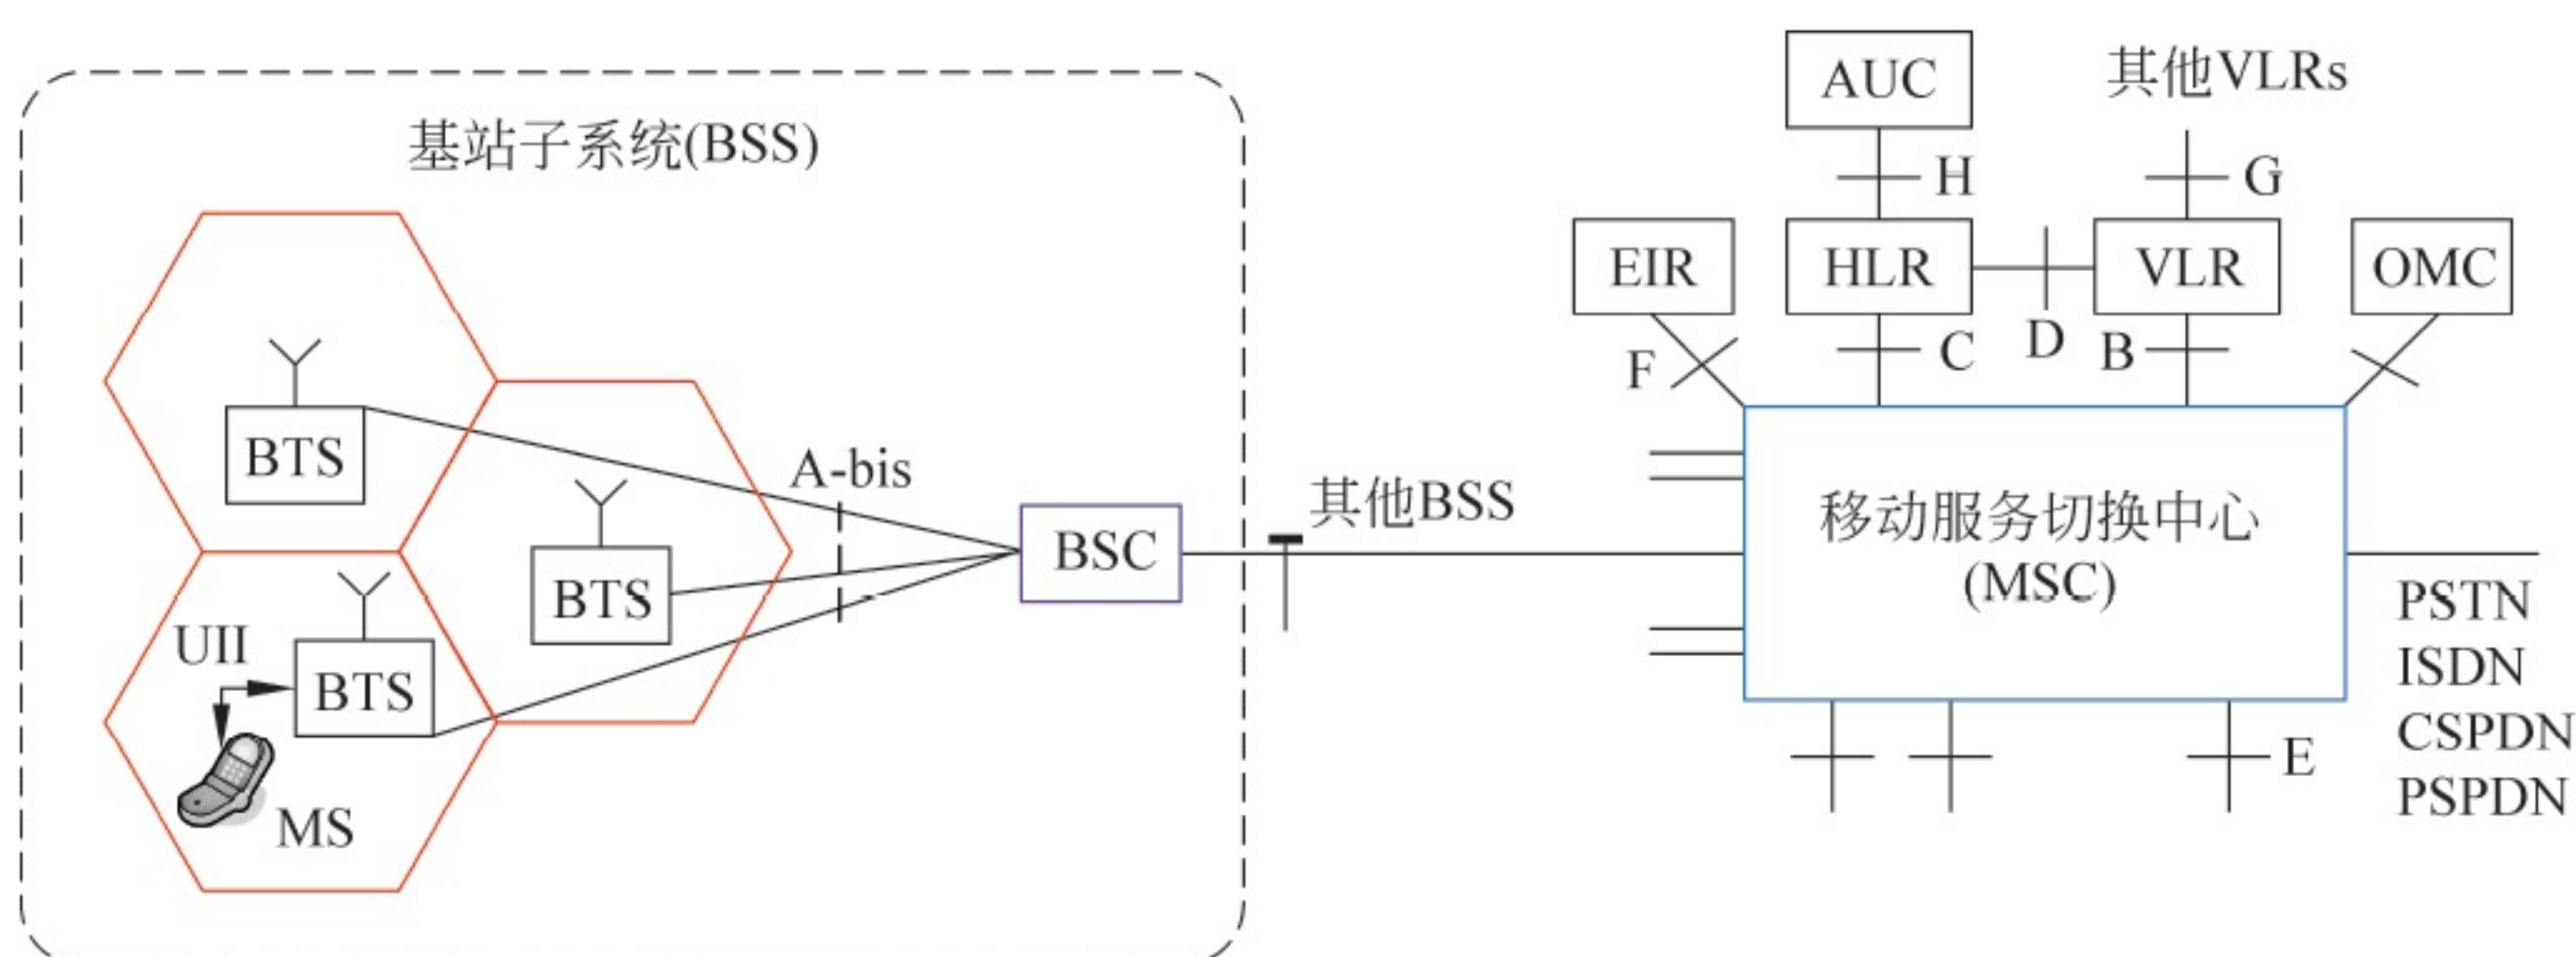 基站子系统(BSS)
BTS
A-bis
BTS
BSC
UII
BTS
MS
其他BSS
AUC
其他VLRs
H
G
EIR
HLR
VLR
OMC
F
C
D
B
移动服务切换中心
(MSC)
PSTN
ISDN
CSPDN
PSPDN
E